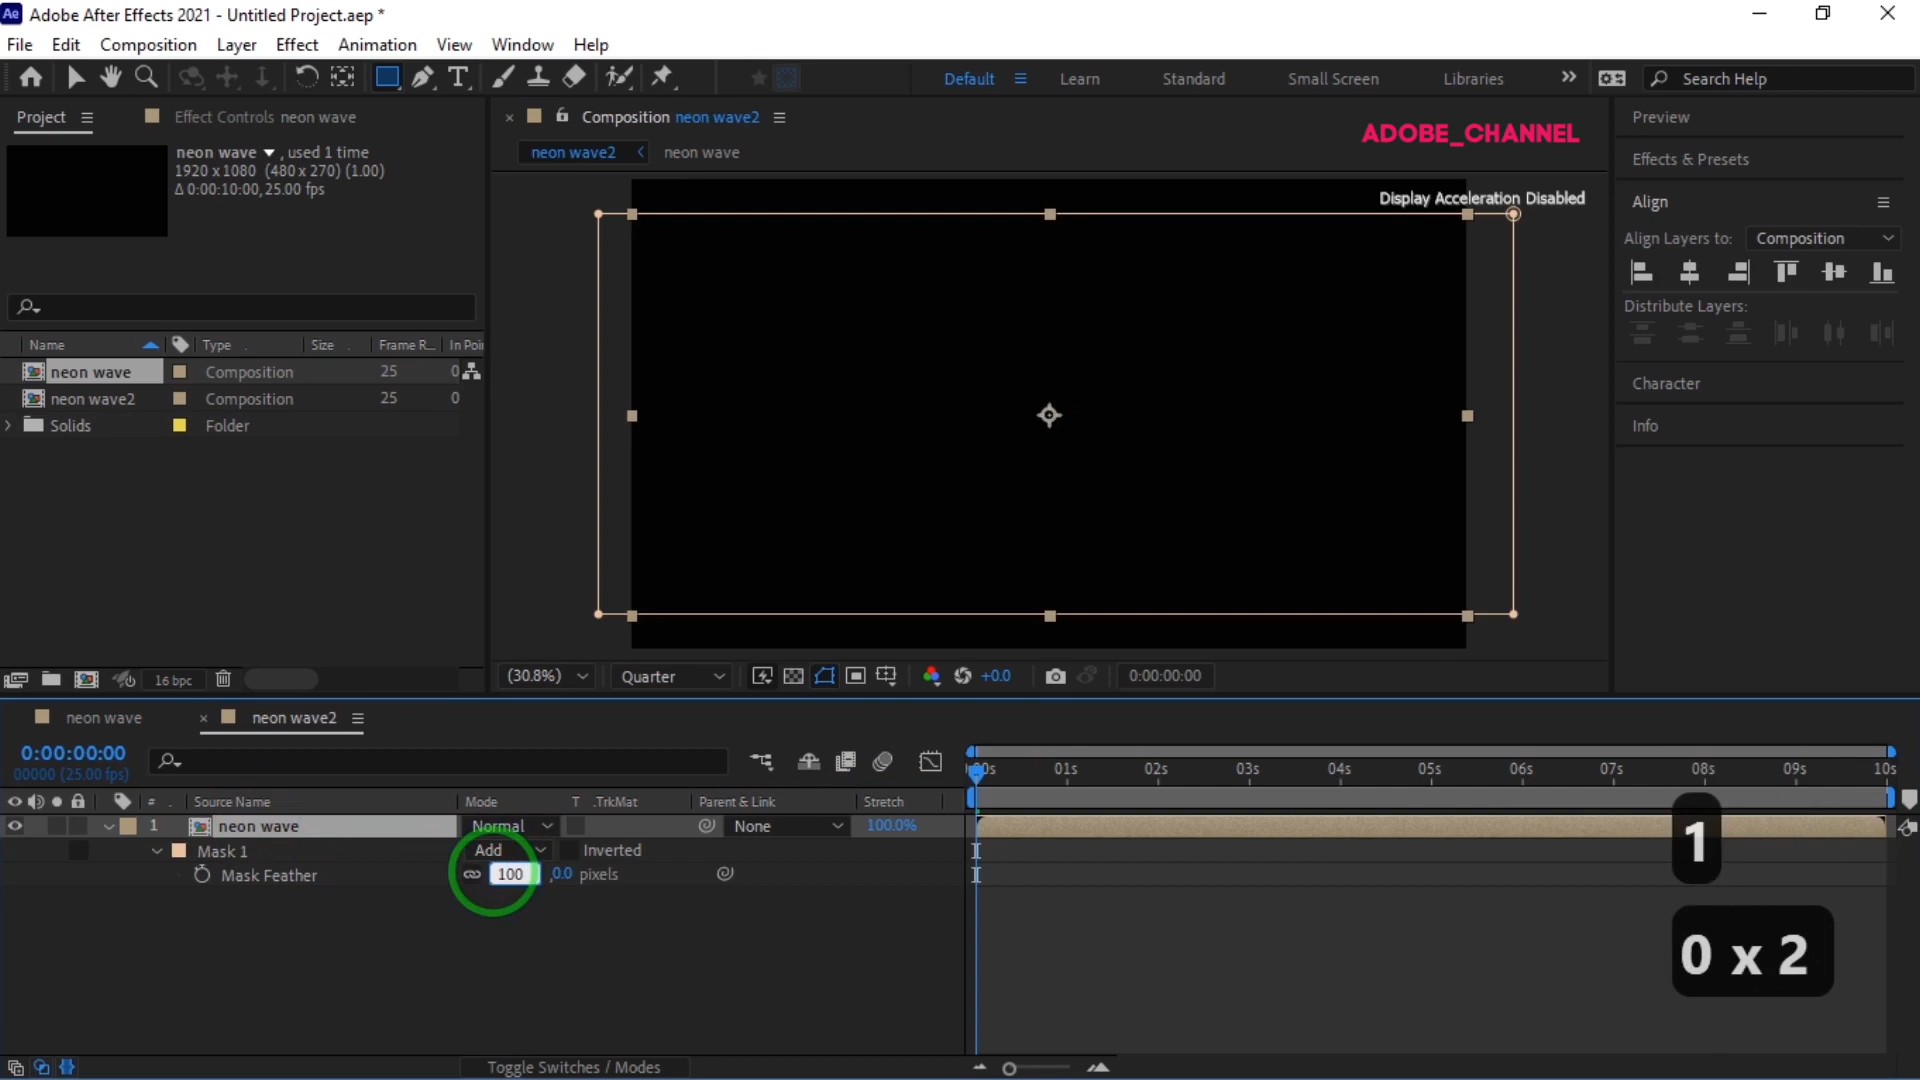 Adobe After Effects 2021 - Untitled Project.aep *
File Edit Composition Layer Effect Animation View Window Help
Default Learn Standard Small Screen Libraries Search Help
Project Effect Controls neon wave
neon wave , used 1 time
1920 x 1080 (480 x 270) (1.00)
Δ 0:00:10:00, 25.00 fps
Name Type Size Frame R... In Poi
neon wave Composition 25 0
neon wave2 Composition 25 0
Solids Folder
16 bpc
Composition neon wave2
neon wave2 neon wave
ADOBE_CHANNEL
Display Acceleration Disabled
(30.8%) Quarter +0.0 0:00:00:00
Preview
Effects & Presets
Align
Align Layers to: Composition
Distribute Layers:
Character
Info
neon wave neon wave2
0:00:00:00
00000 (25.00 fps)
01s 02s 03s 04s 05s 06s 07s 08s 09s 10s
# Source Name Mode T .TrkMat Parent & Link Stretch
1 neon wave Normal None 100.0%
Mask 1 Add Inverted
Mask Feather 100 ,0.0 pixels
1
0 x 2
Toggle Switches / Modes